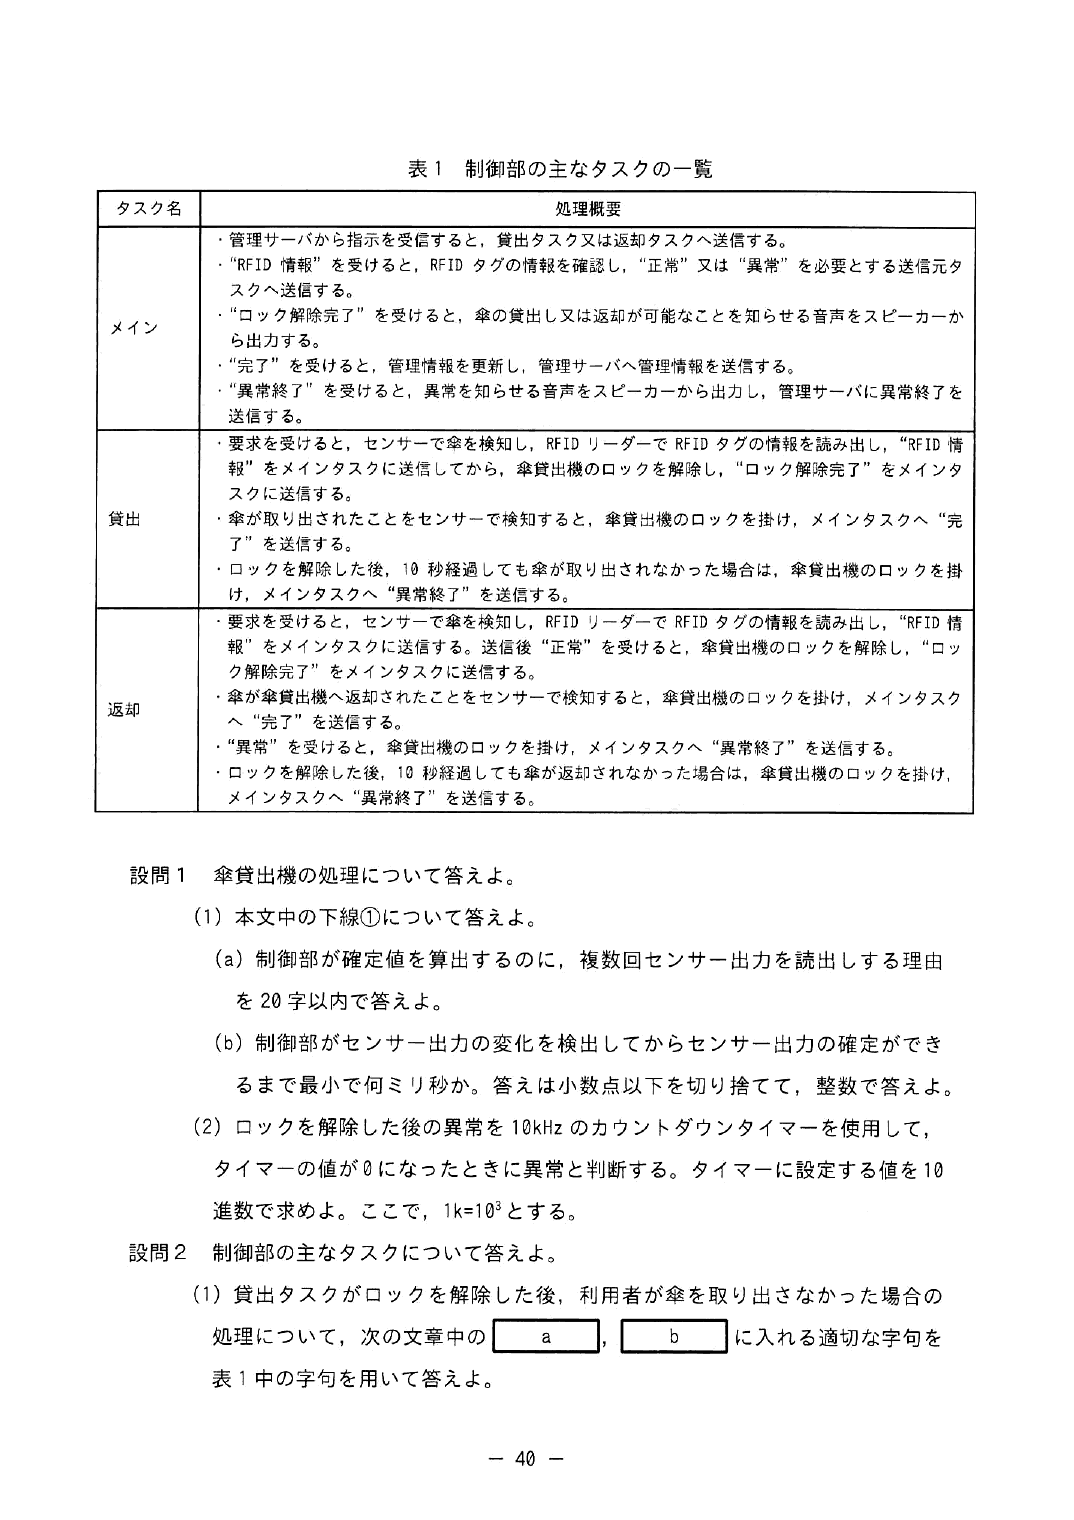 表1　制御部の主なタスクの一覧
タスク名　処理概要
メイン
・管理サーバから指示を受信すると，貸出タスク又は返却タスクへ送信する。
・“RFID 情報” を受けると，RFID タグの情報を確認し，“正常” 又は “異常” を必要とする送信元タ
スクへ送信する。
・“ロック解除完了” を受けると，傘の貸出し又は返却が可能なことを知らせる音声をスピーカーか
ら出力する。
・“完了” を受けると，管理情報を更新し，管理サーバへ管理情報を送信する。
・“異常終了” を受けると，異常を知らせる音声をスピーカーから出力し，管理サーバに異常終了を
送信する。
貸出
・要求を受けると，センサーで傘を検知し，RFID リーダーで RFID タグの情報を読み出し，“RFID 情
報” をメインタスクに送信してから，傘貸出機のロックを解除し，“ロック解除完了” をメインタ
スクに送信する。
・傘が取り出されたことをセンサーで検知すると，傘貸出機のロックを掛け，メインタスクへ “完
了” を送信する。
・ロックを解除した後，10 秒経過しても傘が取り出されなかった場合は，傘貸出機のロックを掛
け，メインタスクへ “異常終了” を送信する。
返却
・要求を受けると，センサーで傘を検知し，RFID リーダーで RFID タグの情報を読み出し，“RFID 情
報” をメインタスクに送信する。送信後 “正常” を受けると，傘貸出機のロックを解除し，“ロッ
ク解除完了” をメインタスクに送信する。
・傘が傘貸出機へ返却されたことをセンサーで検知すると，傘貸出機のロックを掛け，メインタスク
へ “完了” を送信する。
・“異常” を受けると，傘貸出機のロックを掛け，メインタスクへ “異常終了” を送信する。
・ロックを解除した後，10 秒経過しても傘が返却されなかった場合は，傘貸出機のロックを掛け，
メインタスクへ “異常終了” を送信する。
設問1　傘貸出機の処理について答えよ。
(1) 本文中の下線①について答えよ。
(a) 制御部が確定値を算出するのに，複数回センサー出力を読出しする理由
を 20 字以内で答えよ。
(b) 制御部がセンサー出力の変化を検出してからセンサー出力の確定ができ
るまで最小で何ミリ秒か。答えは小数点以下を切り捨てて，整数で答えよ。
(2) ロックを解除した後の異常を 10kHz のカウントダウンタイマーを使用して，
タイマーの値が 0 になったときに異常と判断する。タイマーに設定する値を 10
進数で求めよ。ここで，1k=10³とする。
設問2　制御部の主なタスクについて答えよ。
(1) 貸出タスクがロックを解除した後，利用者が傘を取り出さなかった場合の
処理について，次の文章中の a ， b に入れる適切な字句を
表 1 中の字句を用いて答えよ。
－ 40 －